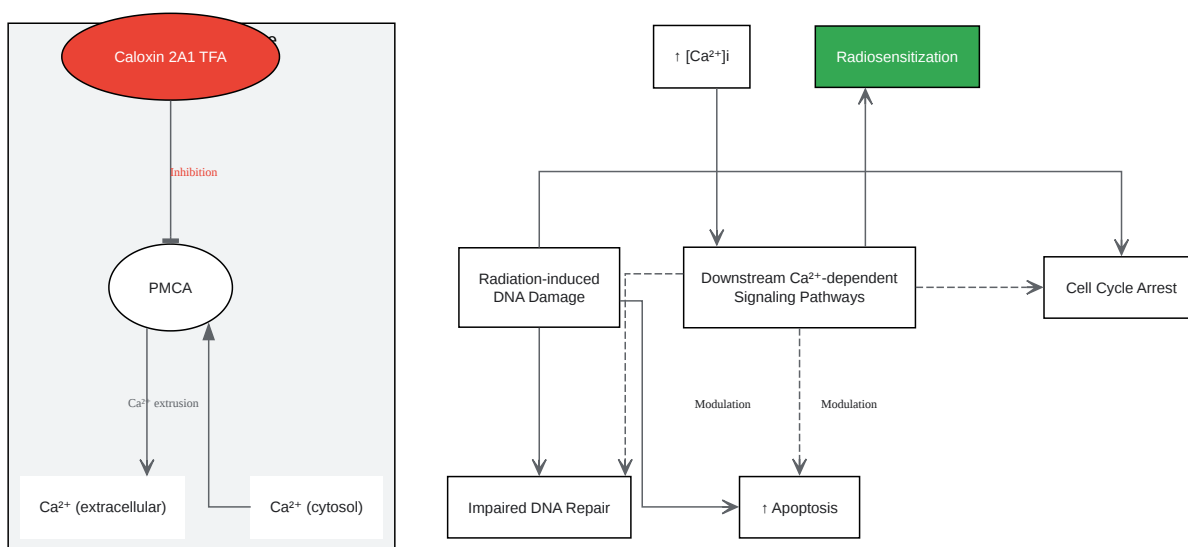 Caloxin 2A1 TFA
Inhibition
PMCA
Ca²⁺ extrusion
Ca²⁺ (extracellular)
Ca²⁺ (cytosol)
↑ [Ca²⁺]i
Radiosensitization
Radiation-induced
DNA Damage
Downstream Ca²⁺-dependent
Signaling Pathways
Cell Cycle Arrest
Modulation
Modulation
Impaired DNA Repair
↑ Apoptosis